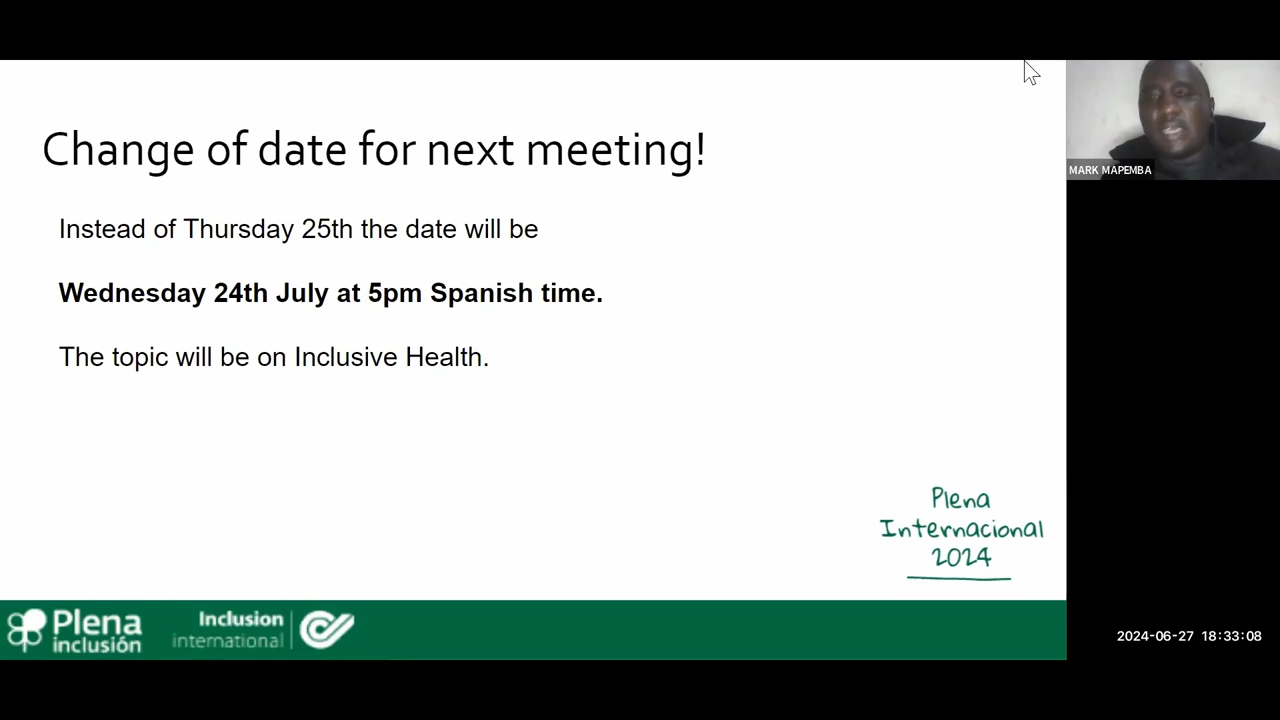 Change of date for next meeting!
MARK MAPEMBA
Instead of Thursday 25th the date will be
Wednesday 24th July at 5pm Spanish time.
The topic will be on Inclusive Health.
Plena
Internacional
2024
Plena
inclusión
Inclusion
international
2024-06-27 18:33:08